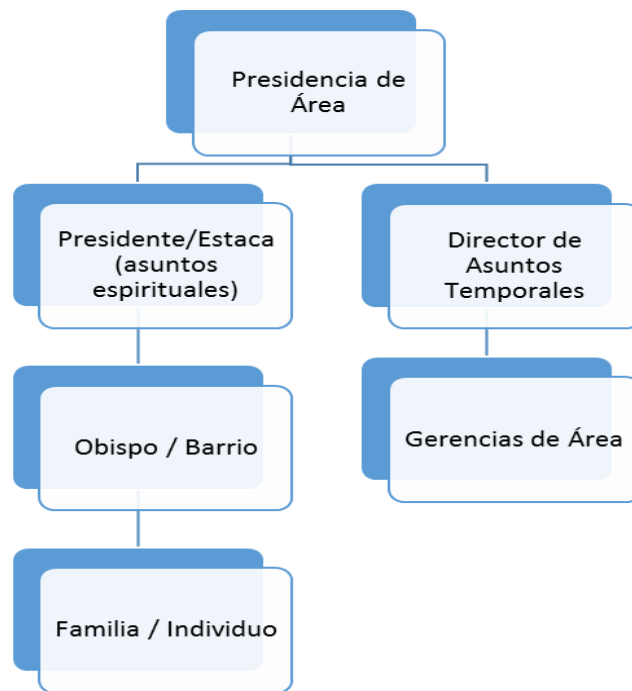 Presidencia de
Área
Presidente/Estaca
(asuntos
espirituales)
Director de
Asuntos
Temporales
Obispo / Barrio
Gerencias de Área
Familia / Individuo